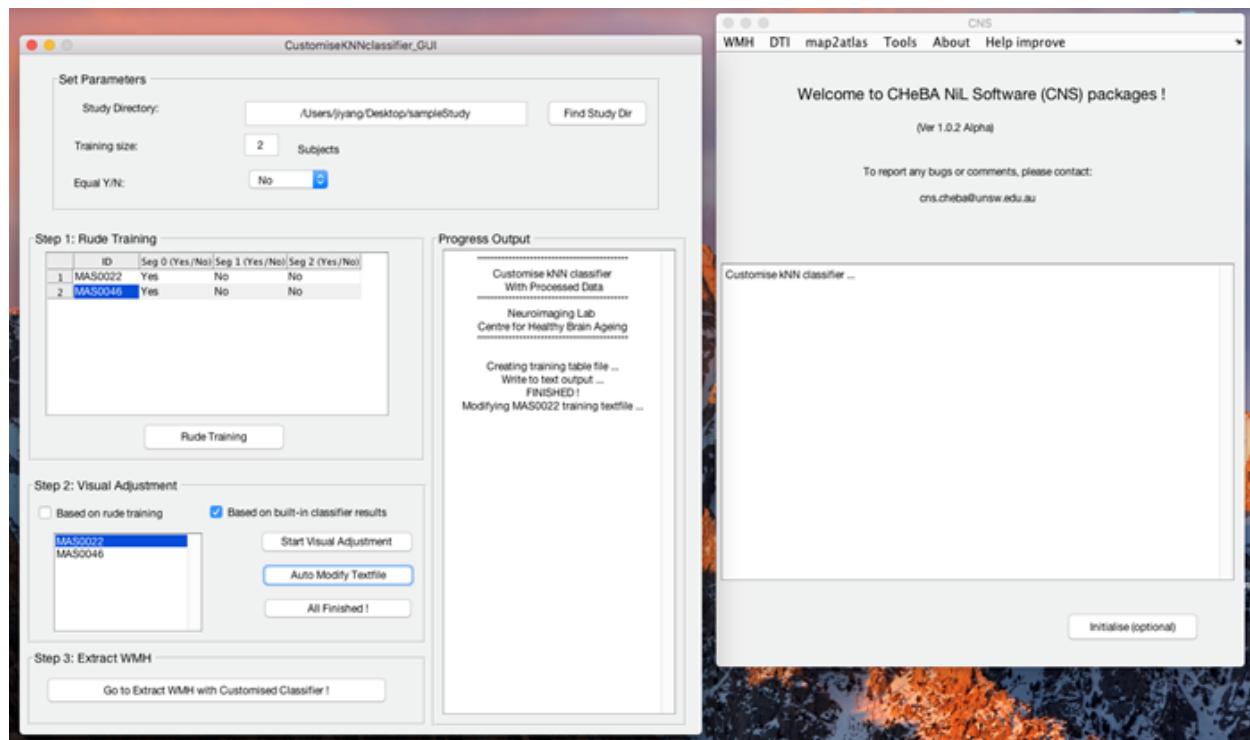 CustomiseKNNclassifier_GUI
Set Parameters
Study Directory:
/Users/jiyang/Desktop/sampleStudy
Find Study Dir
Training size:
2
Subjects
Equal Y/N:
No
Step 1: Rude Training
ID Seg 0 (Yes/No) Seg 1 (Yes/No) Seg 2 (Yes/No)
1 MAS0022 Yes No No
2 MAS0046 Yes No No
Rude Training
Step 2: Visual Adjustment
Based on rude training
Based on built-in classifier results
MAS0022
MAS0046
Start Visual Adjustment
Auto Modify Textfile
All Finished !
Step 3: Extract WMH
Go to Extract WMH with Customised Classifier !
Progress Output
Customise kNN classifier
With Processed Data
Neuroimaging Lab
Centre for Healthy Brain Ageing
Creating training table file ...
Write to text output ...
FINISHED !
Modifying MAS0022 training textfile ...
CNS
WMH DTI map2atlas Tools About Help improve
Welcome to CHeBA NiL Software (CNS) packages !
(Ver 1.0.2 Alpha)
To report any bugs or comments, please contact:
cns.cheba@unsw.edu.au
Customise kNN classifier ...
Initialise (optional)